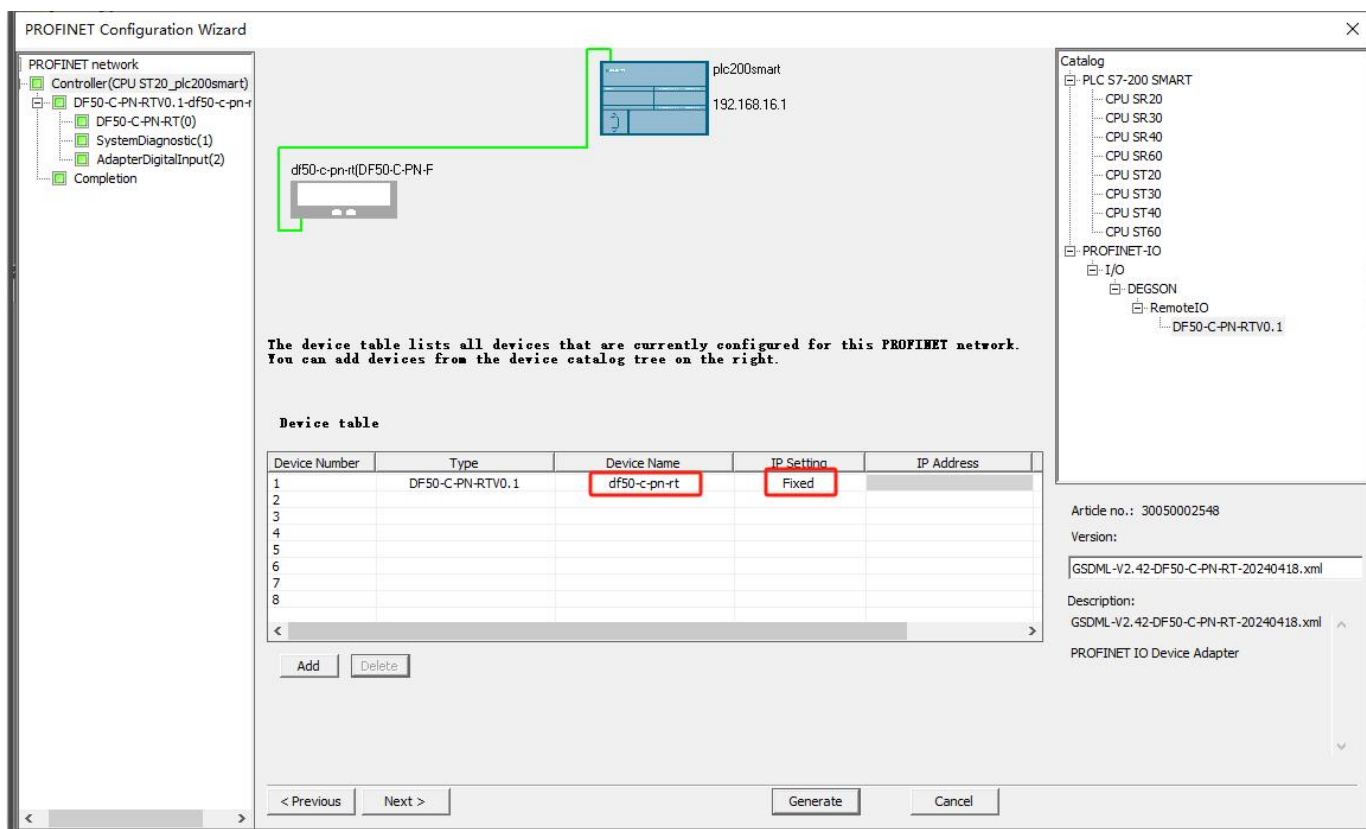 PROFINET Configuration Wizard
PROFINET network
Controller(CPU ST20_plc200smart)
DF50-C-PN-RTV0.1-df50-c-pn-r
DF50-C-PN-RT(0)
SystemDiagnostic(1)
AdapterDigitalInput(2)
Completion
plc200smart
192.168.16.1
df50-c-pn-rt(DF50-C-PN-F
The device table lists all devices that are currently configured for this PROFINET network.
You can add devices from the device catalog tree on the right.
Device table
Device Number Type Device Name IP Setting IP Address
1 DF50-C-PN-RTV0.1 df50-c-pn-rt Fixed
2
3
4
5
6
7
8
Add Delete
< Previous Next > Generate Cancel
Catalog
PLC S7-200 SMART
CPU SR20
CPU SR30
CPU SR40
CPU SR60
CPU ST20
CPU ST30
CPU ST40
CPU ST60
PROFINET-IO
I/O
DEGSON
RemoteIO
DF50-C-PN-RTV0.1
Article no.: 30050002548
Version:
GSDML-V2.42-DF50-C-PN-RT-20240418.xml
Description:
GSDML-V2.42-DF50-C-PN-RT-20240418.xml
PROFINET IO Device Adapter